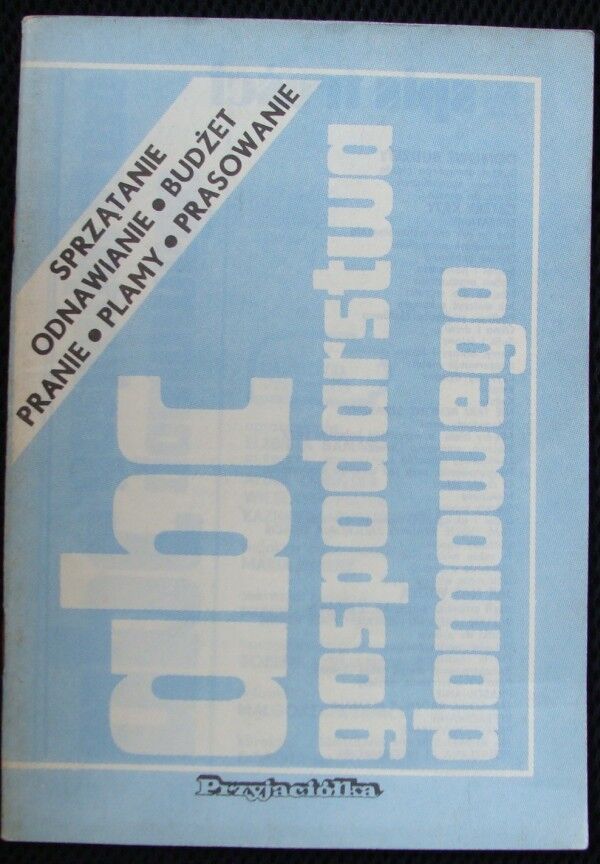 SPRZĄTANIE
ODNAWIANIE • BUDŻET
PRANIE • PLAMY • PRASOWANIE
abc
gospodarstwa
domowego
Przyjaciółka